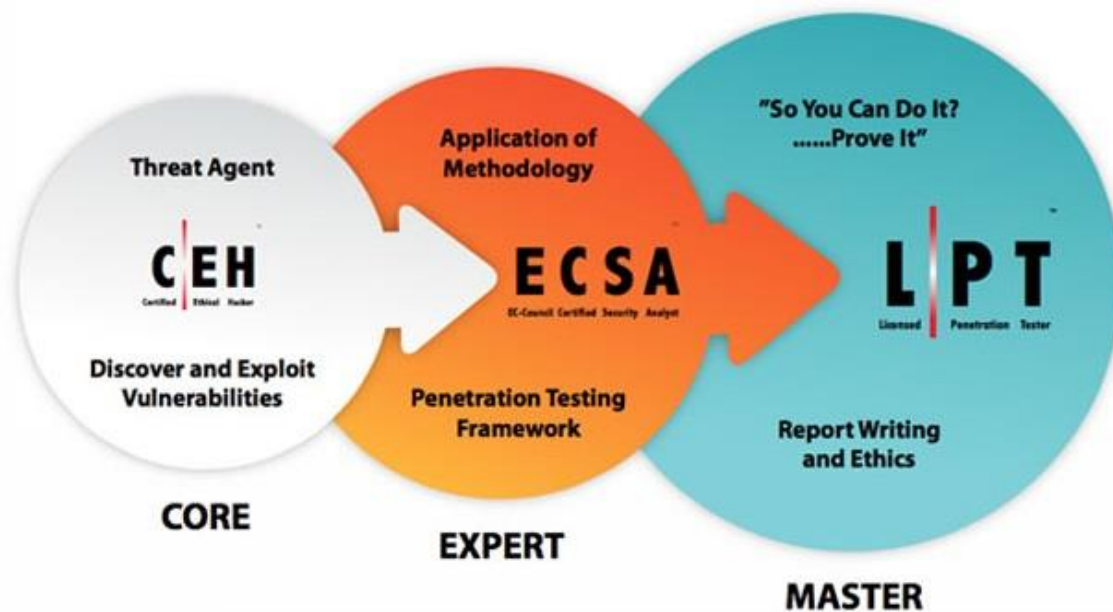 Threat Agent
CEH
Certified Ethical Hacker
Discover and Exploit
Vulnerabilities
CORE
Application of
Methodology
ECSA
EC-Council Certified Security Analyst
Penetration Testing
Framework
EXPERT
"So You Can Do It?
......Prove It"
LPT
Licensed Penetration Tester
Report Writing
and Ethics
MASTER